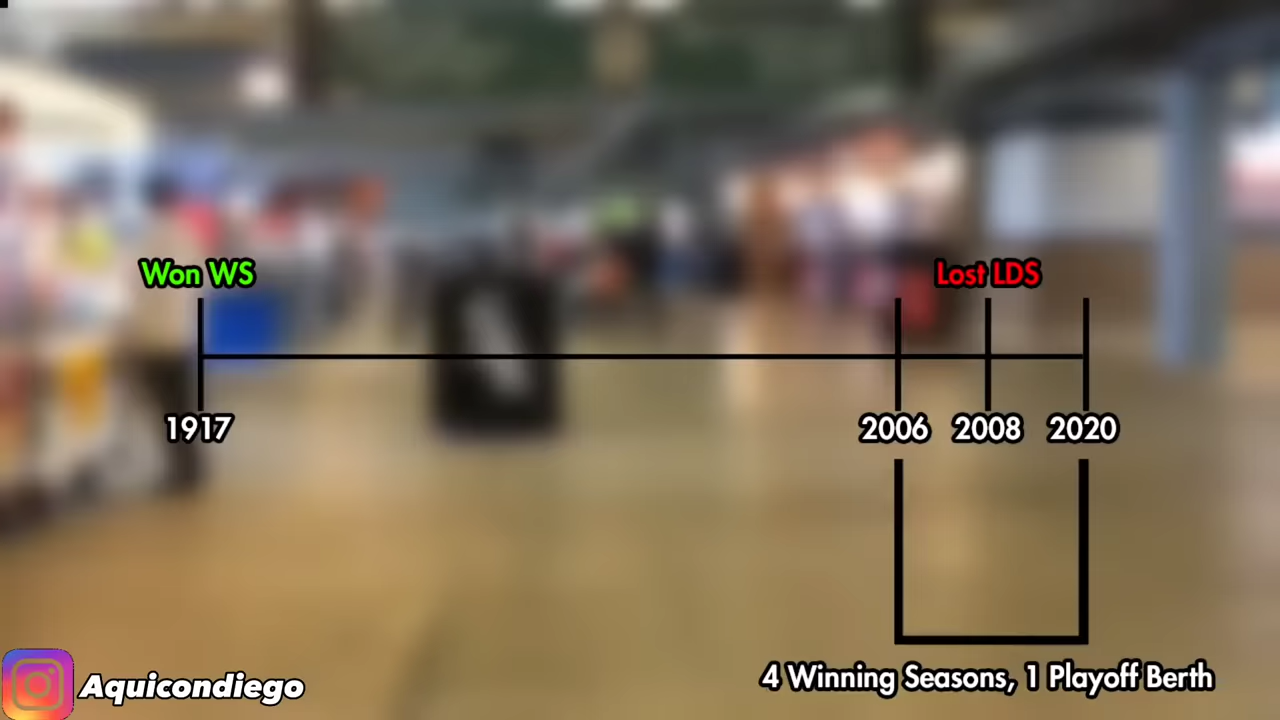 Won WS
Lost LDS
1917
2006
2008
2020
4 Winning Seasons, 1 Playoff Berth
Aquicondiego